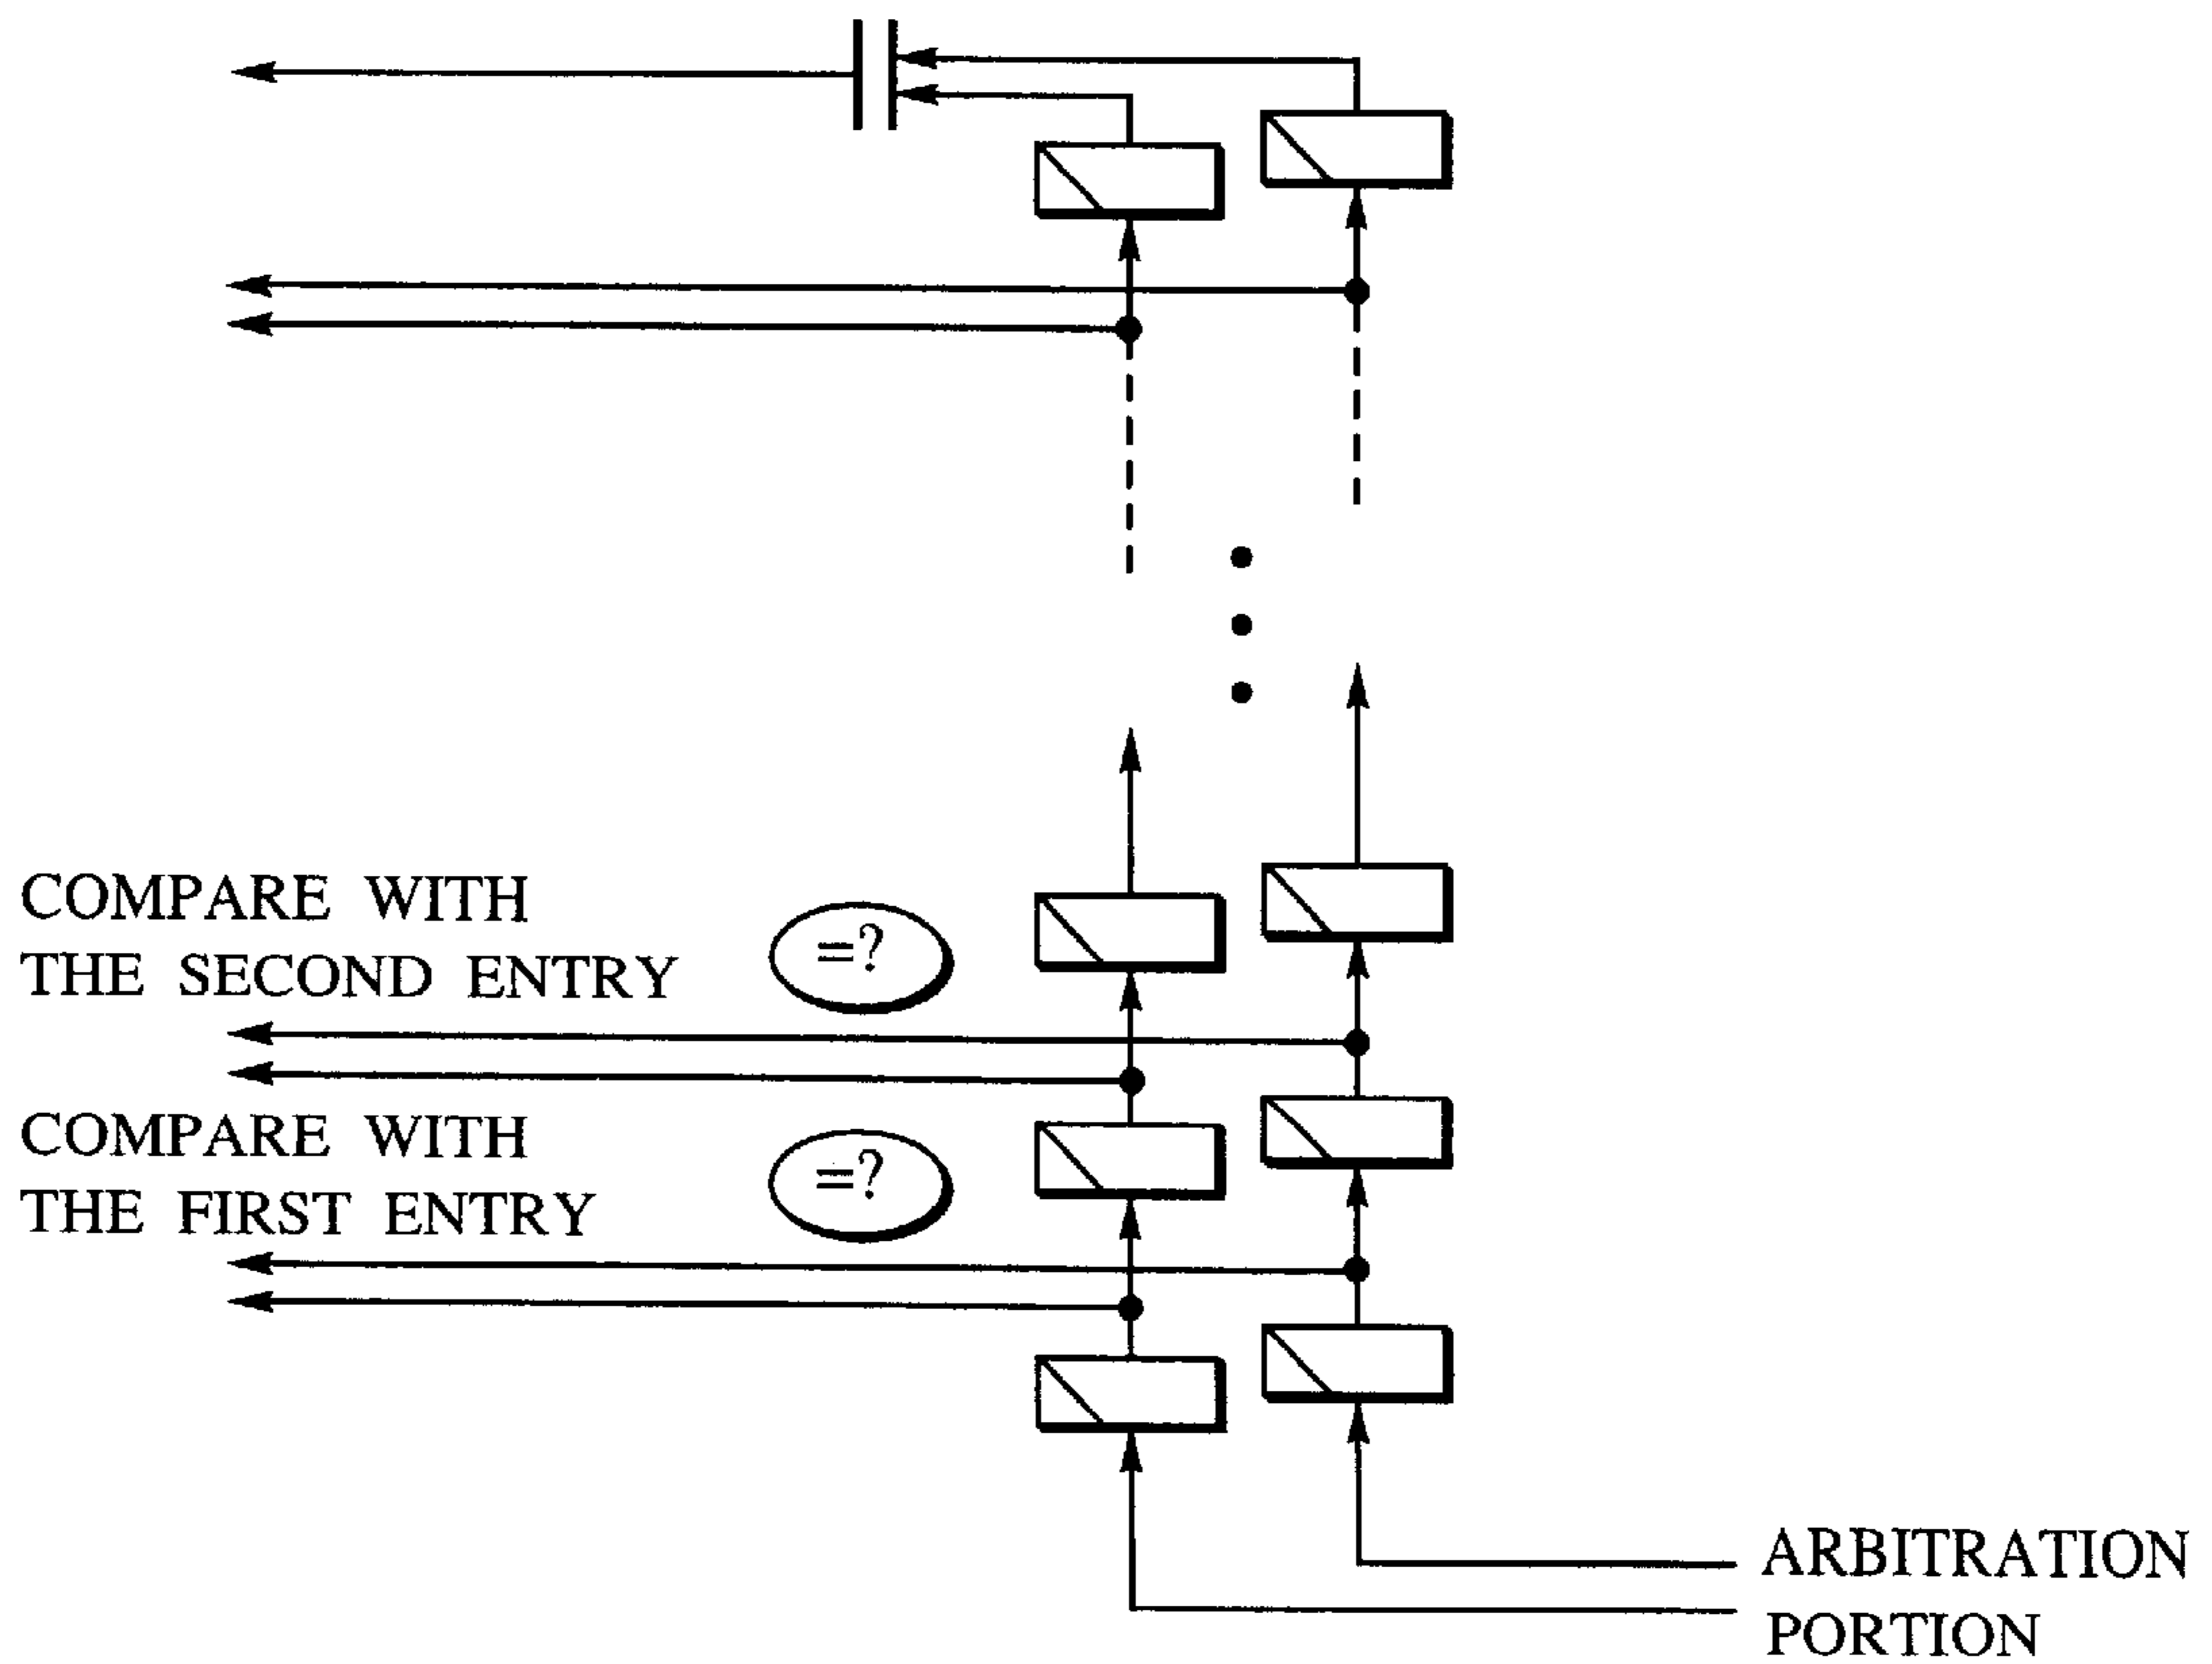 COMPARE WITH
THE SECOND ENTRY
=?
COMPARE WITH
THE FIRST ENTRY
=?
ARBITRATION
PORTION